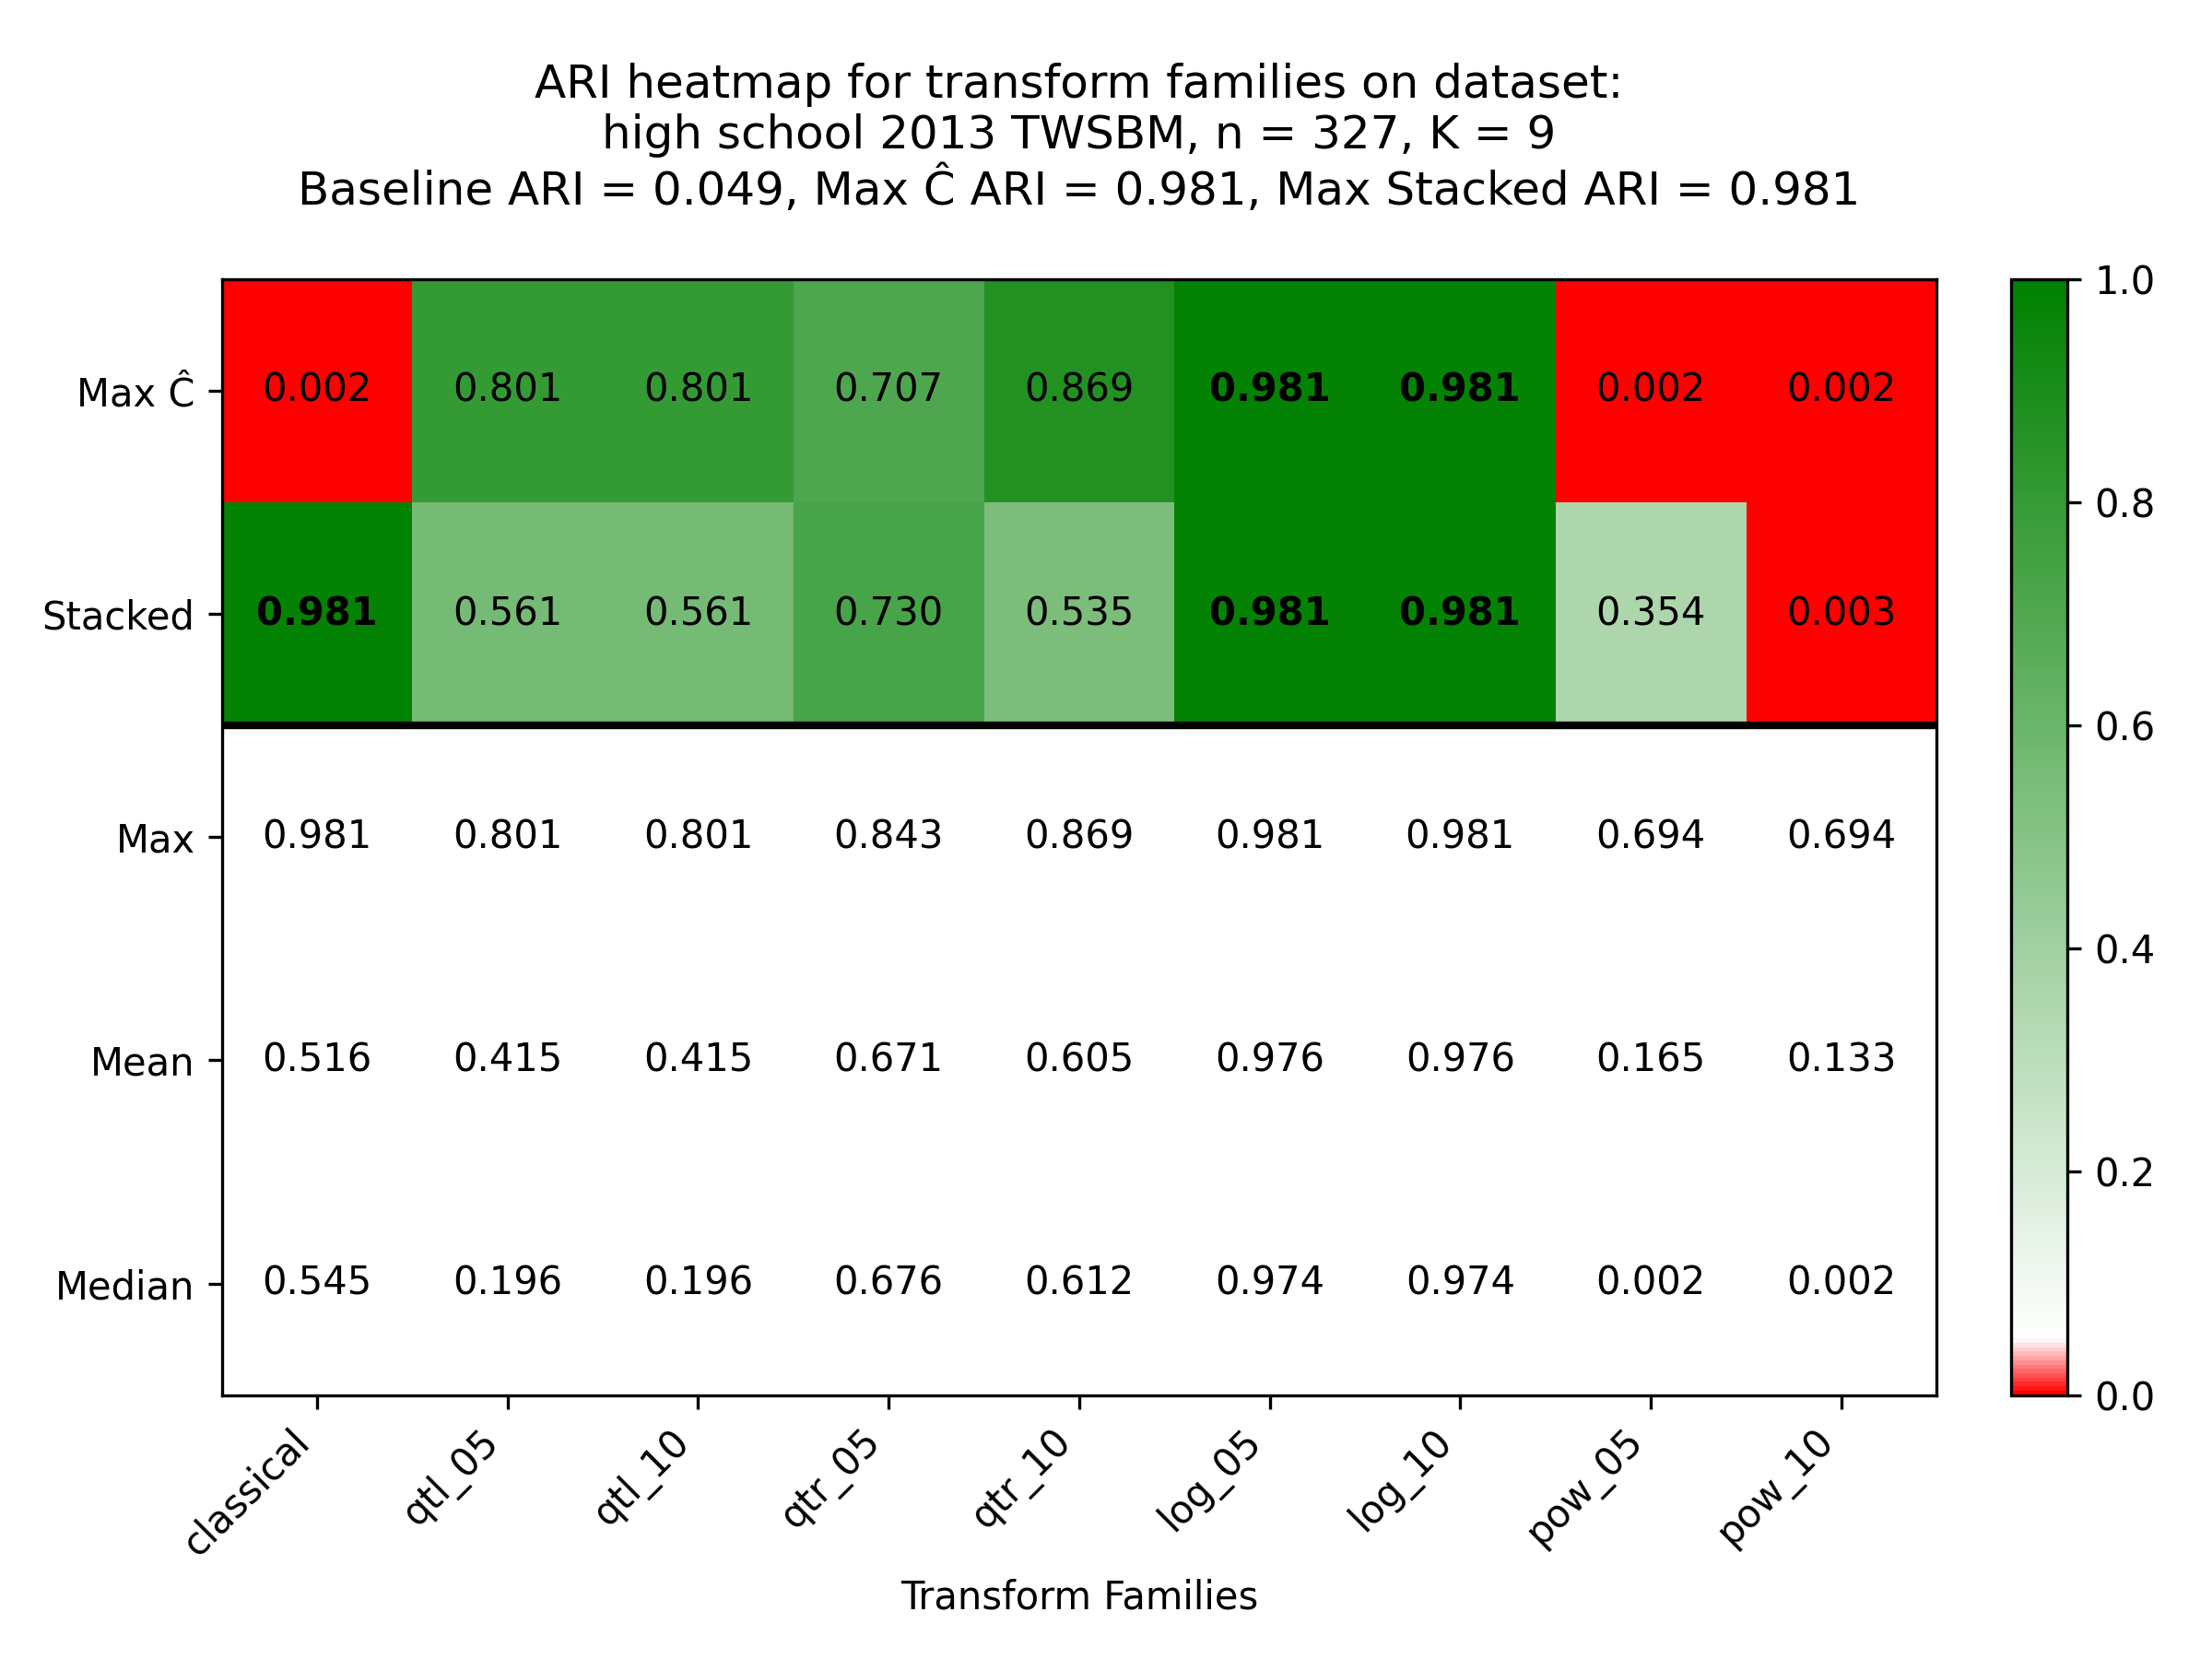 ARI heatmap for transform families on dataset:
high school 2013 TWSBM, n = 327, K = 9
Baseline ARI = 0.049, Max Ĉ ARI = 0.981, Max Stacked ARI = 0.981
Max Ĉ 0.002 0.801 0.801 0.707 0.869 0.981 0.981 0.002 0.002
Stacked 0.981 0.561 0.561 0.730 0.535 0.981 0.981 0.354 0.003
Max 0.981 0.801 0.801 0.843 0.869 0.981 0.981 0.694 0.694
Mean 0.516 0.415 0.415 0.671 0.605 0.976 0.976 0.165 0.133
Median 0.545 0.196 0.196 0.676 0.612 0.974 0.974 0.002 0.002
classical qtl_05 qtl_10 qtr_05 qtr_10 log_05 log_10 pow_05 pow_10
Transform Families
1.0
0.8
0.6
0.4
0.2
0.0